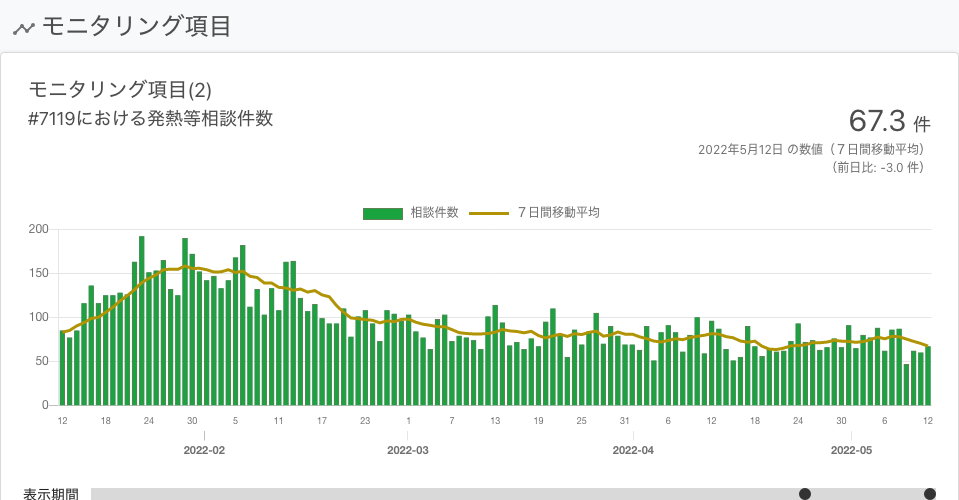 モニタリング項目
モニタリング項目(2)
#7119における発熱等相談件数
67.3 件
2022年5月12日 の数値（７日間移動平均）
（前日比: -3.0 件）
相談件数 ７日間移動平均
200
150
100
50
0
12 18 24 30 5 11 17 23 1 7 13 19 25 31 6 12 18 24 30 6 12
2022-02 2022-03 2022-04 2022-05
表示期間